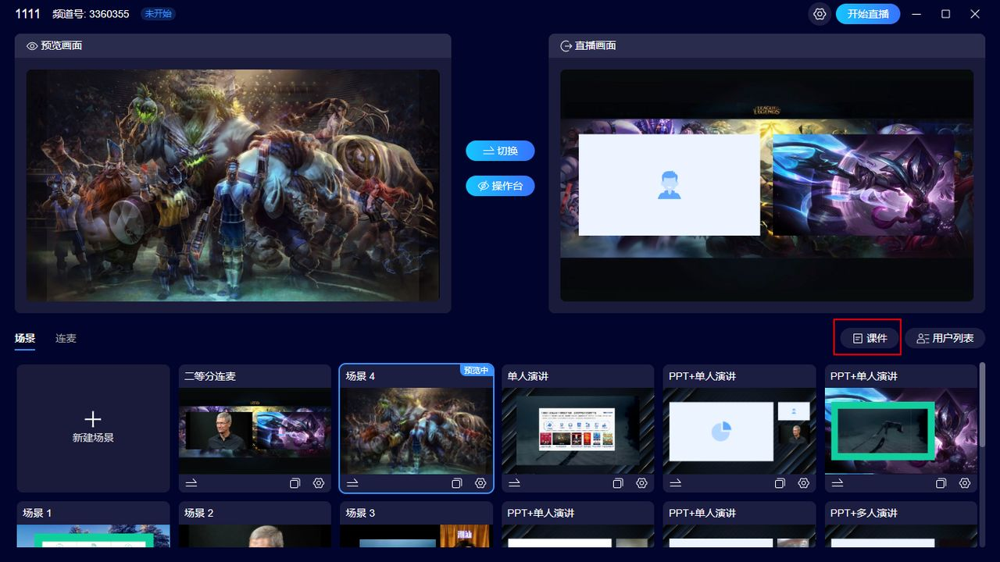 1111 频道号: 3360355 未开始 开始直播
预览画面
直播画面
LEAGUE LEGENDS
切换
操作台
场景 连麦 课件 用户列表
新建场景
二等分连麦
场景 4 预览中
单人演讲
PPT+单人演讲
PPT+单人演讲
场景 1
场景 2
场景 3
PPT+单人演讲
PPT+单人演讲
PPT+多人演讲